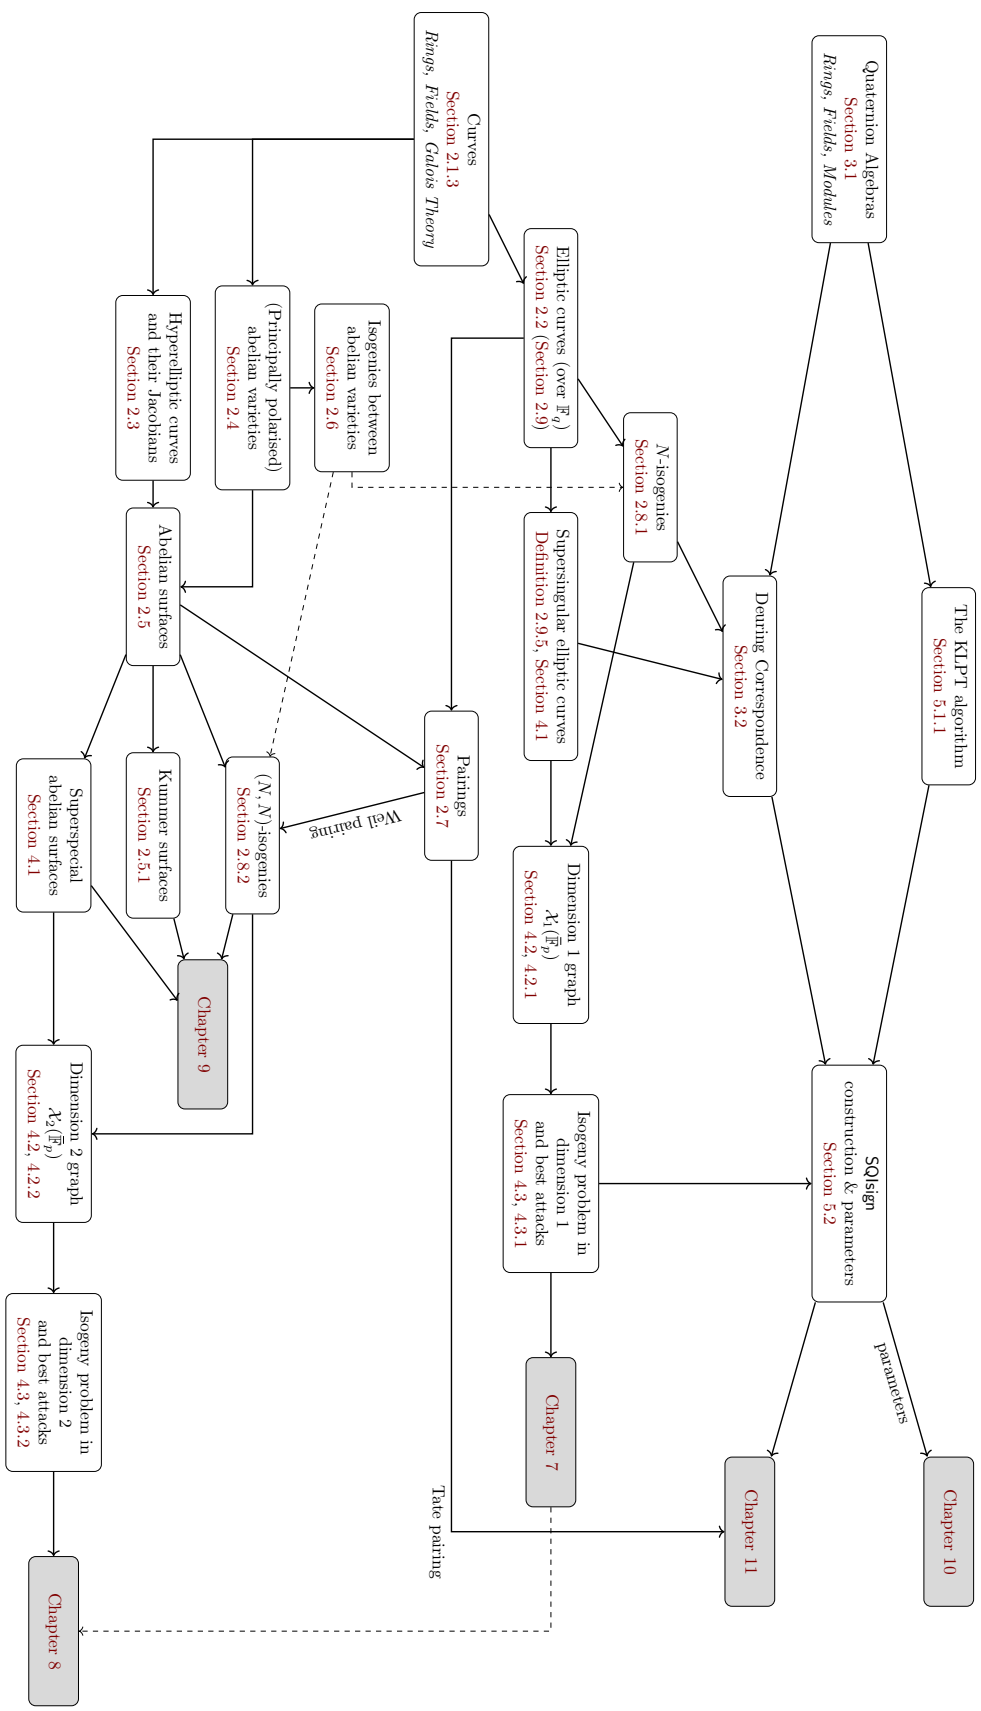 The KLPT algorithm
Section 5.1.1
Chapter 10
Quaternion Algebras
Section 3.1
Rings, Fields, Modules
SQIsign
construction & parameters
Section 5.2
parameters
Deuring Correspondence
Section 3.2
Chapter 11
N-isogenies
Section 2.8.1
Elliptic curves (over 𝔽_q)
Section 2.2 (Section 2.9)
Supersingular elliptic curves
Definition 2.9.5, Section 4.1
Dimension 1 graph
𝒳₁(𝔽̄_p)
Section 4.2, 4.2.1
Isogeny problem in
dimension 1
and best attacks
Section 4.3, 4.3.1
Chapter 7
Curves
Section 2.1.3
Rings, Fields, Galois Theory
Pairings
Section 2.7
Tate pairing
Weil pairing
Isogenies between
abelian varieties
Section 2.6
(Principally polarised)
abelian varieties
Section 2.4
(N, N)-isogenies
Section 2.8.2
Chapter 9
Hyperelliptic curves
and their Jacobians
Section 2.3
Abelian surfaces
Section 2.5
Kummer surfaces
Section 2.5.1
Superspecial
abelian surfaces
Section 4.1
Dimension 2 graph
𝒳₂(𝔽̄_p)
Section 4.2, 4.2.2
Isogeny problem in
dimension 2
and best attacks
Section 4.3, 4.3.2
Chapter 8